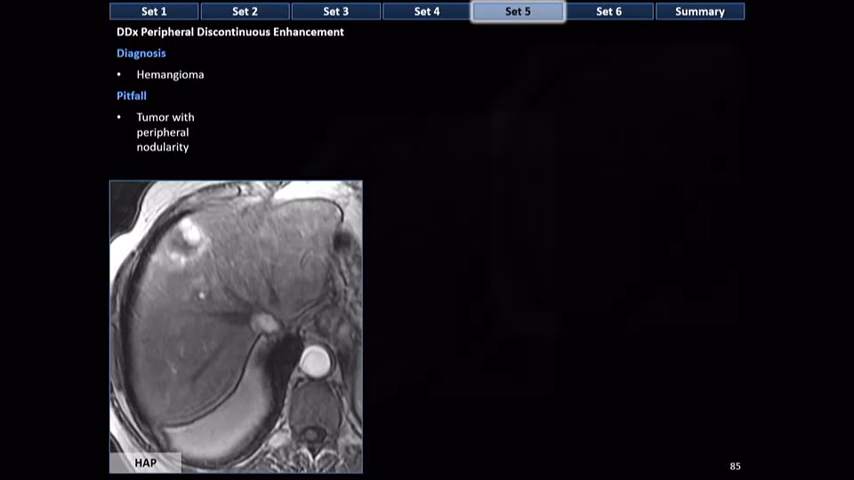 Set 1
Set 2
Set 3
Set 4
Set 5
Set 6
Summary
DDx Peripheral Discontinuous Enhancement
Diagnosis
• Hemangioma
Pitfall
• Tumor with
peripheral
nodularity
HAP
85